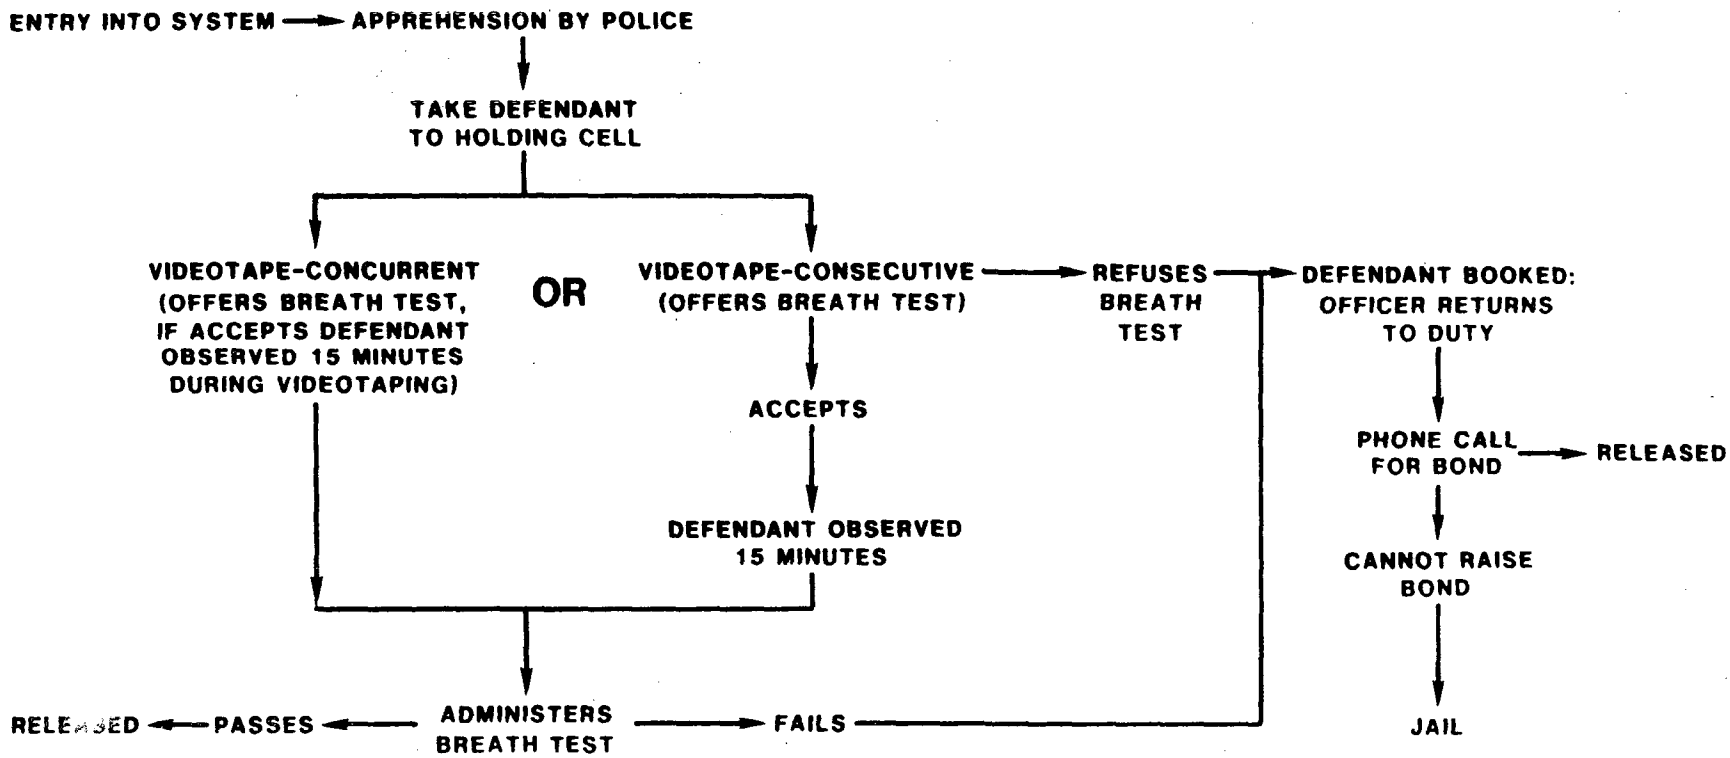 ENTRY INTO SYSTEM
APPREHENSION BY POLICE
TAKE DEFENDANT
TO HOLDING CELL
VIDEOTAPE-CONCURRENT
(OFFERS BREATH TEST,
IF ACCEPTS DEFENDANT
OBSERVED 15 MINUTES
DURING VIDEOTAPING)
OR
VIDEOTAPE-CONSECUTIVE
(OFFERS BREATH TEST)
REFUSES
BREATH
TEST
DEFENDANT BOOKED:
OFFICER RETURNS
TO DUTY
ACCEPTS
PHONE CALL
FOR BOND
RELEASED
DEFENDANT OBSERVED
15 MINUTES
CANNOT RAISE
BOND
RELEASED
PASSES
ADMINISTERS
BREATH TEST
FAILS
JAIL